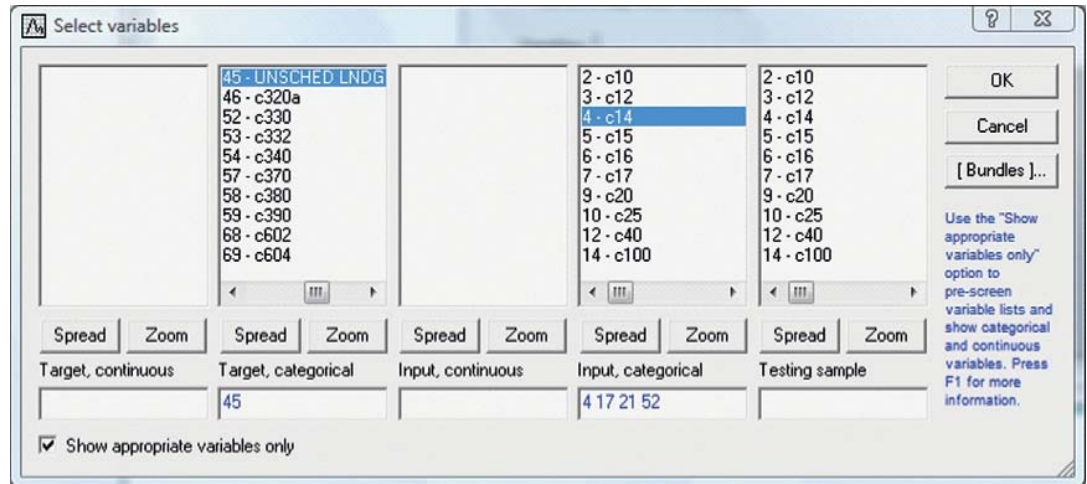 Select variables
45 - UNSCHED LNDG
46 - c320a
52 - c330
53 - c332
54 - c340
57 - c370
58 - c380
59 - c390
68 - c602
69 - c604
2 - c10
3 - c12
4 - c14
5 - c15
6 - c16
7 - c17
9 - c20
10 - c25
12 - c40
14 - c100
2 - c10
3 - c12
4 - c14
5 - c15
6 - c16
7 - c17
9 - c20
10 - c25
12 - c40
14 - c100
OK
Cancel
[ Bundles ]...
Use the "Show
appropriate
variables only"
option to
pre-screen
variable lists and
show categorical
and continuous
variables. Press
F1 for more
information.
Spread Zoom Spread Zoom Spread Zoom Spread Zoom Spread Zoom
Target, continuous Target, categorical Input, continuous Input, categorical Testing sample
45 4 17 21 52
Show appropriate variables only